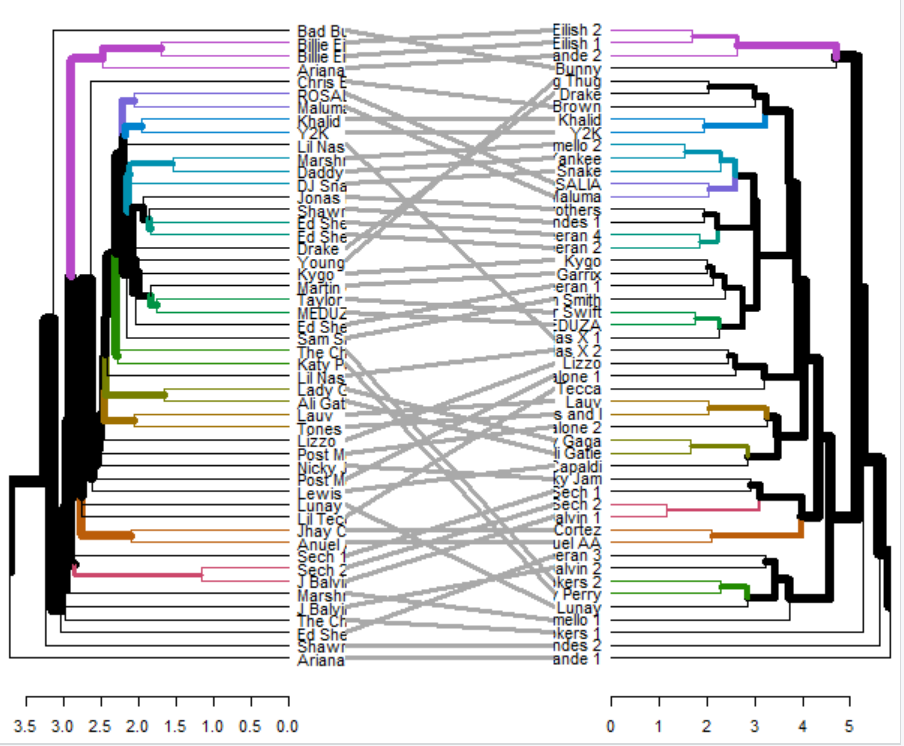 Bad Bu
Billie Ei
Billie Ei
Ariana
Chris B
ROSAL
Maluma
Khalid
Y2K
Lil Nas
Marshm
Daddy
DJ Sna
Jonas
Shawn
Ed She
Ed She
Drake
Young
Kygo
Martin
Taylor
MEDUZ
Ed She
Sam S
The Ch
Katy P
Lil Nas
Lady G
Ali Gat
Lauv
Tones
Lizzo
Post M
Nicky J
Post M
Lewis
Lunay
Lil Tec
Jhay C
Anuel A
Sech 1
Sech 2
J Balvi
Marshm
J Balvi
The Ch
Ed She
Shawn
Ariana
Eilish 2
Eilish 1
ande 2
Bunny
g Thug
Drake
Brown
Khalid
Y2K
mello 2
Yankee
Snake
SALIA
Maluma
others
ndes 1
eran 4
eran 2
Kygo
Garrix
eran 1
n Smith
r Swift
EDUZA
as X 1
as X 2
Lizzo
alone 1
Tecca
Lauv
s and I
alone 2
y Gaga
li Gatie
Capaldi
ky Jam
Sech 1
Sech 2
alvin 1
Cortez
uel AA
eran 3
alvin 2
kers 2
y Perry
Lunay
mello 1
kers 1
ndes 2
ande 1
3.5 3.0 2.5 2.0 1.5 1.0 0.5 0.0
0 1 2 3 4 5